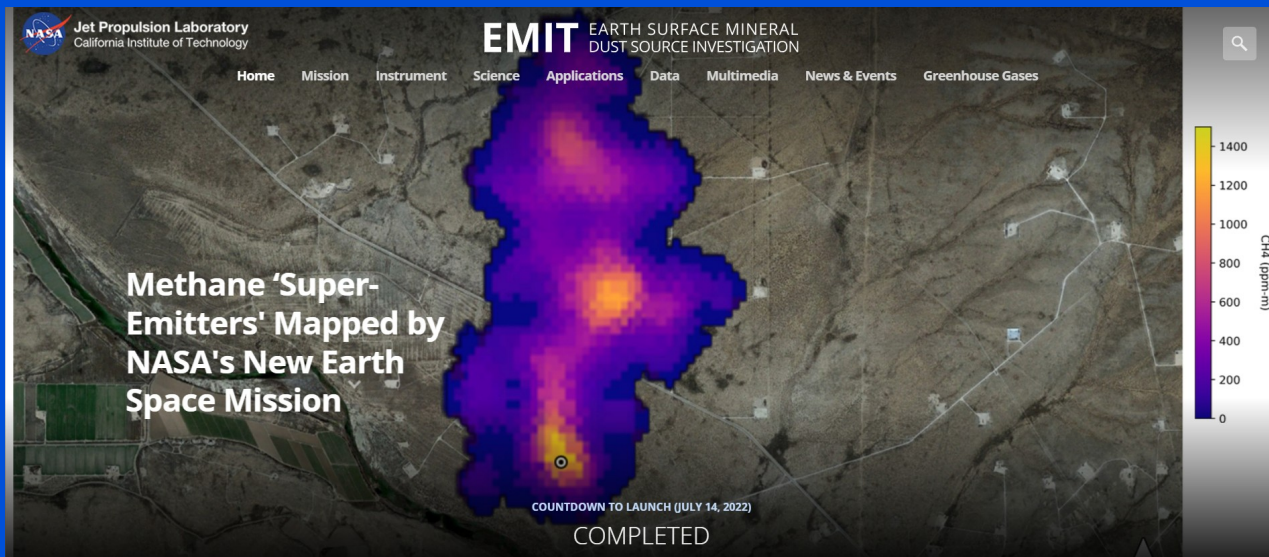 NASA
Jet Propulsion Laboratory
California Institute of Technology
EMIT
EARTH SURFACE MINERAL
DUST SOURCE INVESTIGATION
Home Mission Instrument Science Applications Data Multimedia News & Events Greenhouse Gases
Methane ‘Super-
Emitters' Mapped by
NASA's New Earth
Space Mission
1400
1200
1000
800
600
400
200
0
CH4 (ppm-m)
COUNTDOWN TO LAUNCH (JULY 14, 2022)
COMPLETED